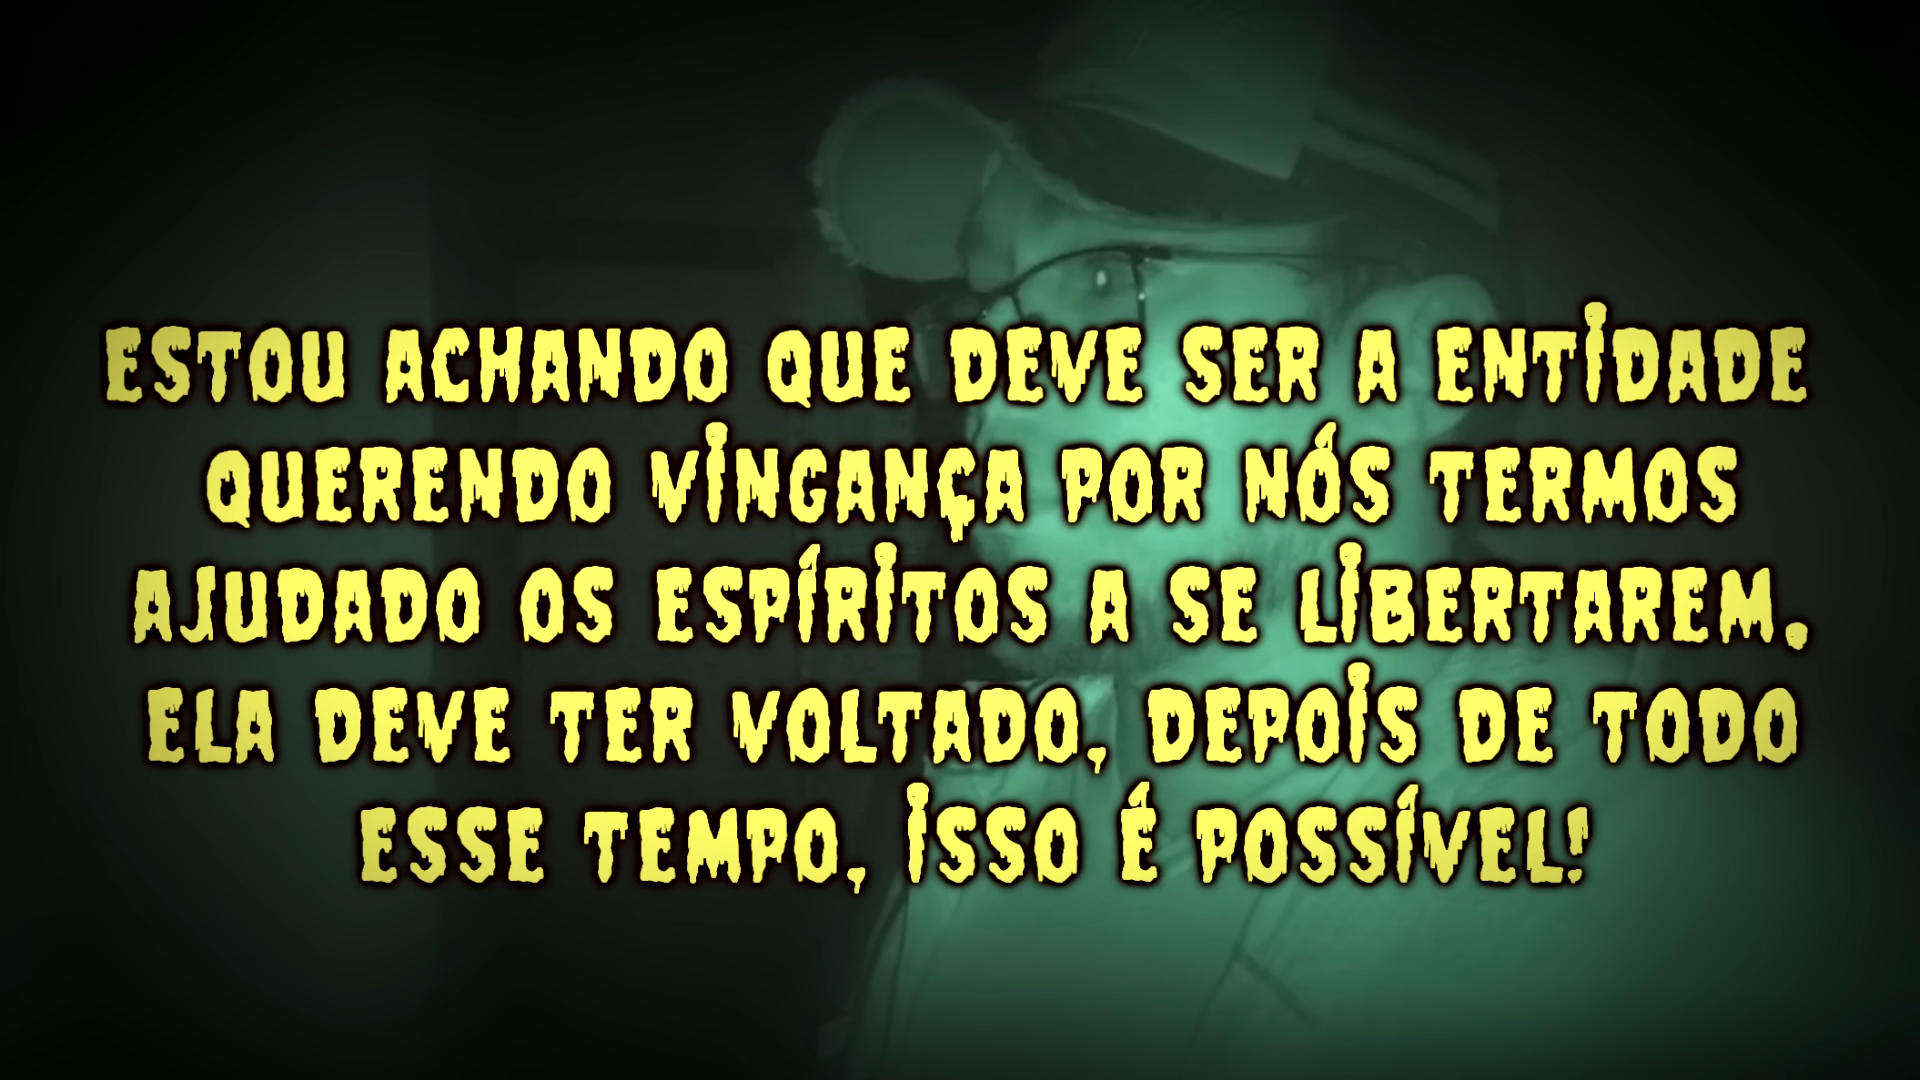 ESTOU ACHANDO QUE DEVE SER A ENTIDADE
QUERENDO VINGANÇA POR NÓS TERMOS
AJUDADO OS ESPÍRITOS A SE LIBERTAREM.
ELA DEVE TER VOLTADO, DEPOIS DE TODO
ESSE TEMPO, ISSO É POSSÍVEL!